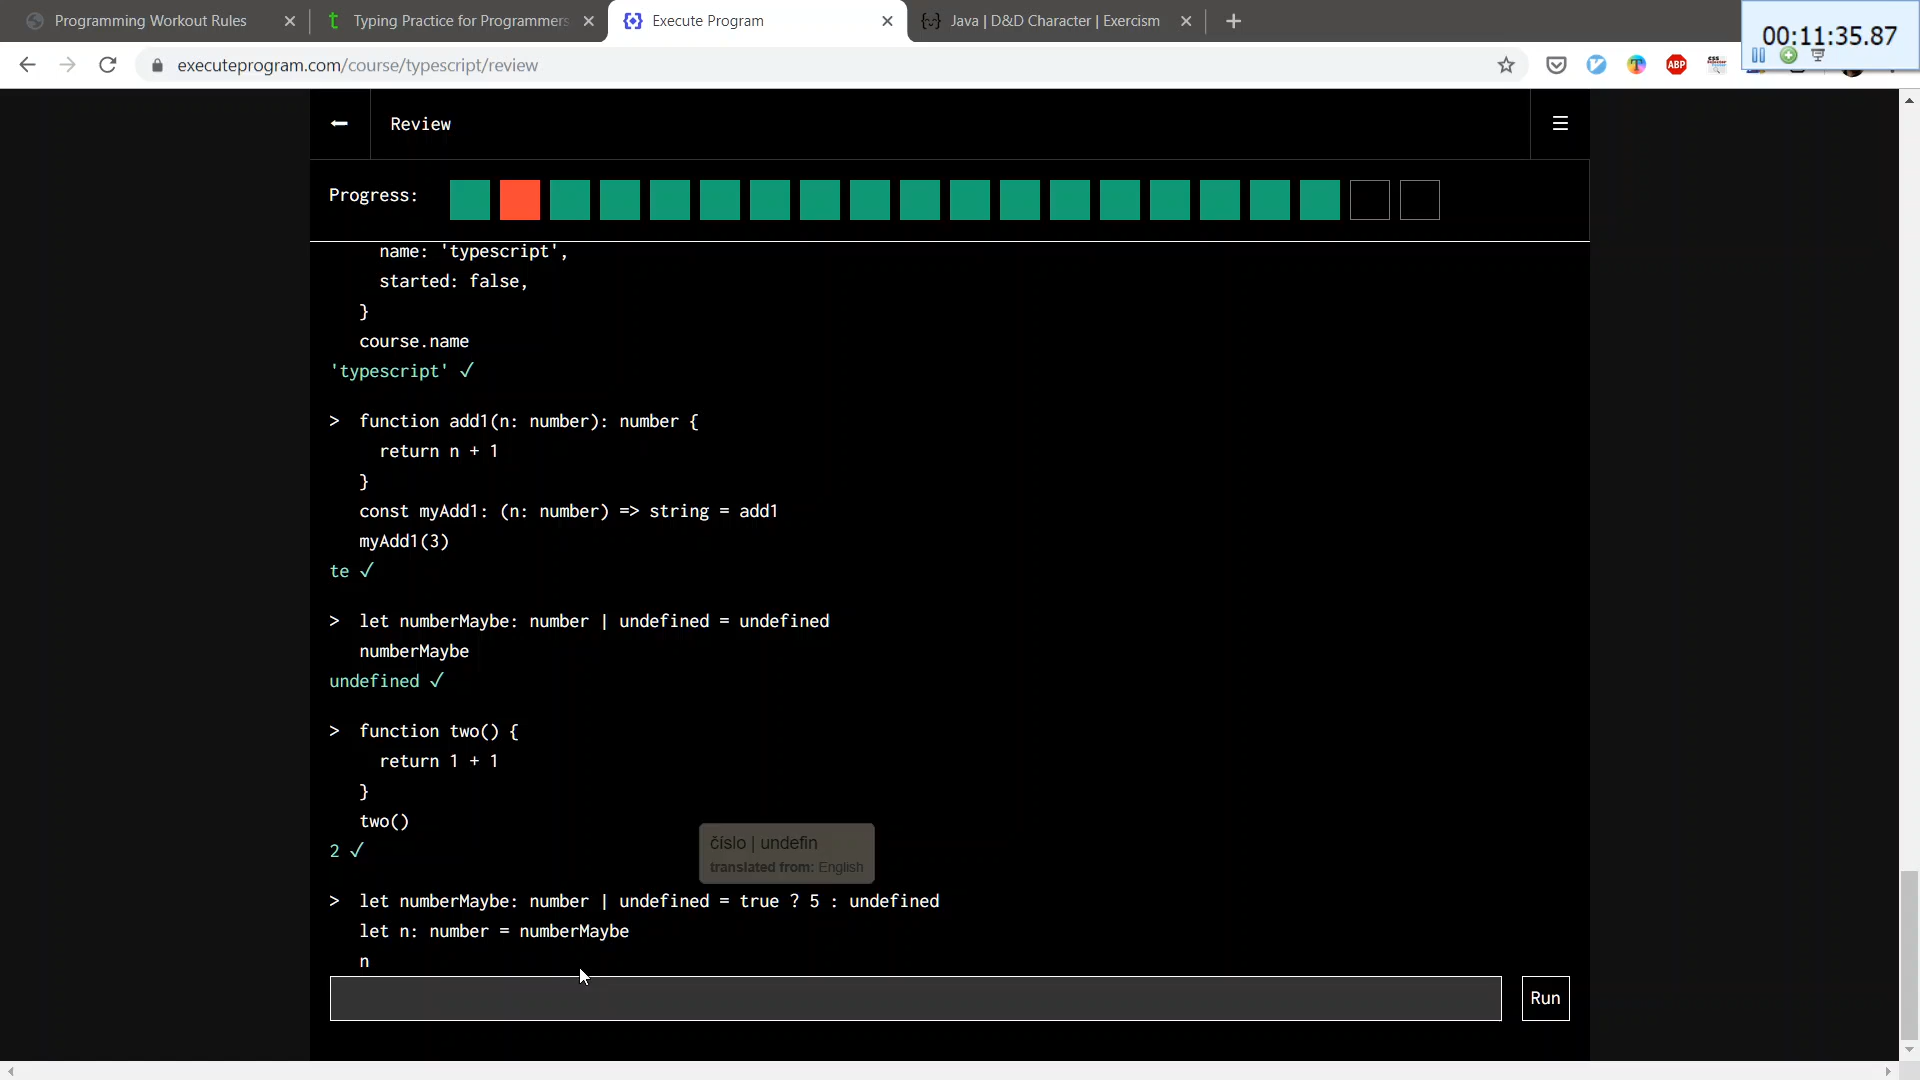 Programming Workout Rules
Typing Practice for Programmers
Execute Program
Java | D&D Character | Exercism
00:11:35.87
executeprogram.com/course/typescript/review
ABP
Review
Progress:
name: 'typescript',
started: false,
}
course.name
'typescript' ✓
> function add1(n: number): number {
return n + 1
}
const myAdd1: (n: number) => string = add1
myAdd1(3)
te ✓
> let numberMaybe: number | undefined = undefined
numberMaybe
undefined ✓
> function two() {
return 1 + 1
}
two()
2 ✓
číslo | undefin
translated from: English
> let numberMaybe: number | undefined = true ? 5 : undefined
let n: number = numberMaybe
n
Run